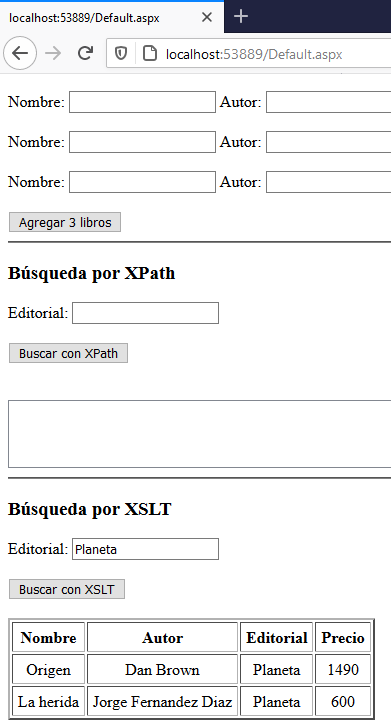 localhost:53889/Default.aspx
localhost:53889/Default.aspx
Nombre: Autor:
Nombre: Autor:
Nombre: Autor:
Agregar 3 libros
Búsqueda por XPath
Editorial:
Buscar con XPath
Búsqueda por XSLT
Editorial: Planeta
Buscar con XSLT
Nombre Autor Editorial Precio
Origen Dan Brown Planeta 1490
La herida Jorge Fernandez Diaz Planeta 600